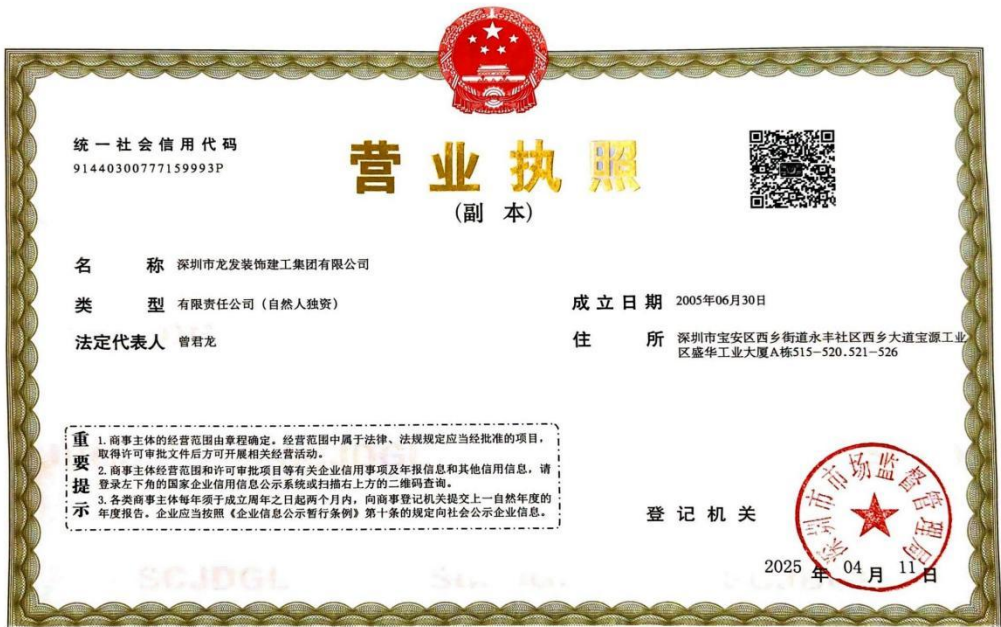 统一社会信用代码
91440300777159993P
营业执照
(副 本)
名 称 深圳市龙发装饰建工集团有限公司
类 型 有限责任公司（自然人独资）
法定代表人 曾君龙
成立日期 2005年06月30日
住 所 深圳市宝安区西乡街道永丰社区西乡大道宝源工业
区盛华工业大厦A栋515-520.521-526
重要提示
1. 商事主体的经营范围由章程确定。经营范围中属于法律、法规规定应当经批准的项目，
取得许可审批文件后方可开展相关经营活动。
2. 商事主体经营范围和许可审批项目等有关企业信用事项及年报信息和其他信用信息，请
登录左下角的国家企业信用信息公示系统或扫描右上方的二维码查询。
3. 各类商事主体每年须于成立周年之日起两个月内，向商事登记机关提交上一自然年度的
年度报告。企业应当按照《企业信息公示暂行条例》第十条的规定向社会公示企业信息。
登记机关
深圳市市场监督管理局
2025 年 04 月 11 日
SCJDGL